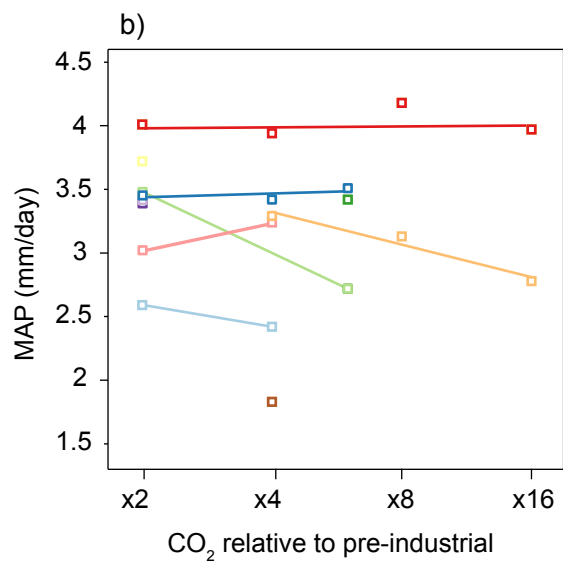 b)
4.5
4
3.5
3
2.5
2
1.5
MAP (mm/day)
x2 x4 x8 x16
CO₂ relative to pre-industrial